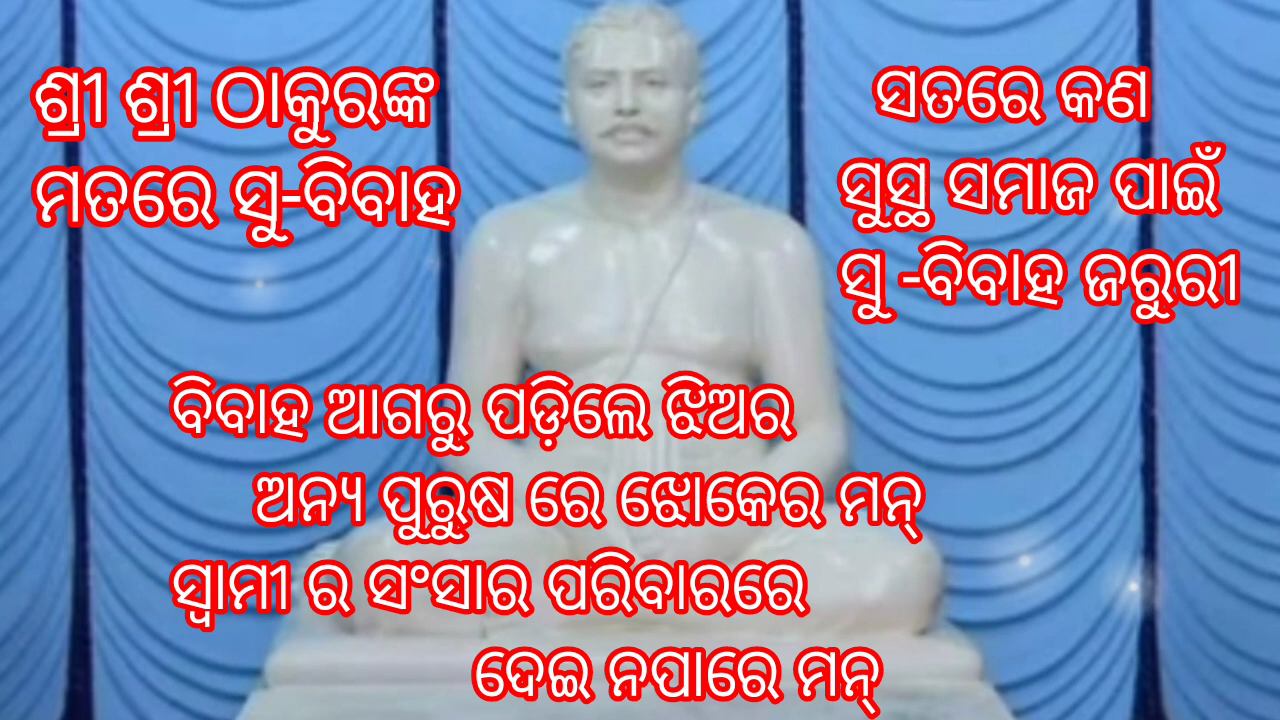 ଶ୍ରୀ ଶ୍ରୀ ଠାକୁରଙ୍କ
ମତରେ ସୁ-ବିବାହ
ସତରେ କଣ
ସୁସ୍ଥ ସମାଜ ପାଇଁ
ସୁ -ବିବାହ ଜରୁରୀ
ବିବାହ ଆଗରୁ ପଡ଼ିଲେ ଝିଅର
ଅନ୍ୟ ପୁରୁଷ ରେ ଝୋକେର ମନ୍
ସ୍ୱାମୀ ର ସଂସାର ପରିବାରରେ
ଦେଇ ନପାରେ ମନ୍